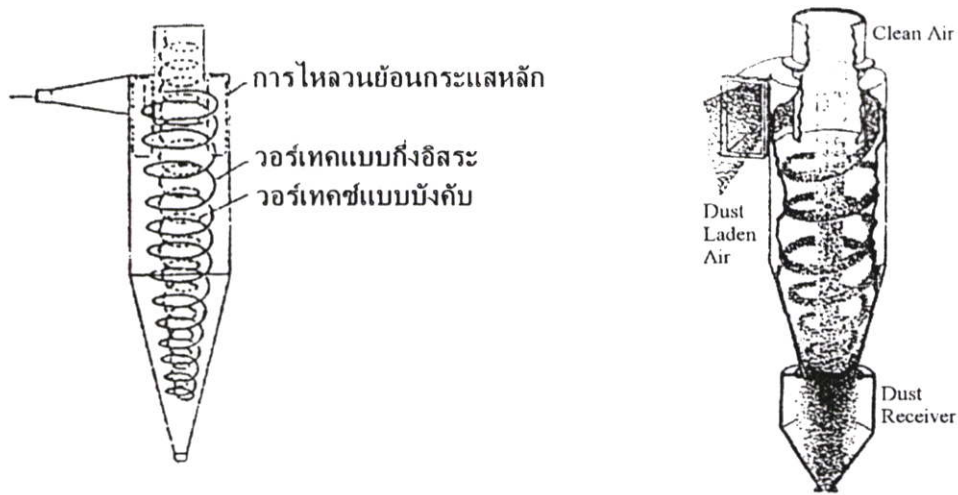 การไหลวนย้อนกระแสหลัก
วอร์เทคแบบกึ่งอิสระ
วอร์เทคซ์แบบบังคับ
Clean Air
Dust
Laden
Air
Dust
Receiver